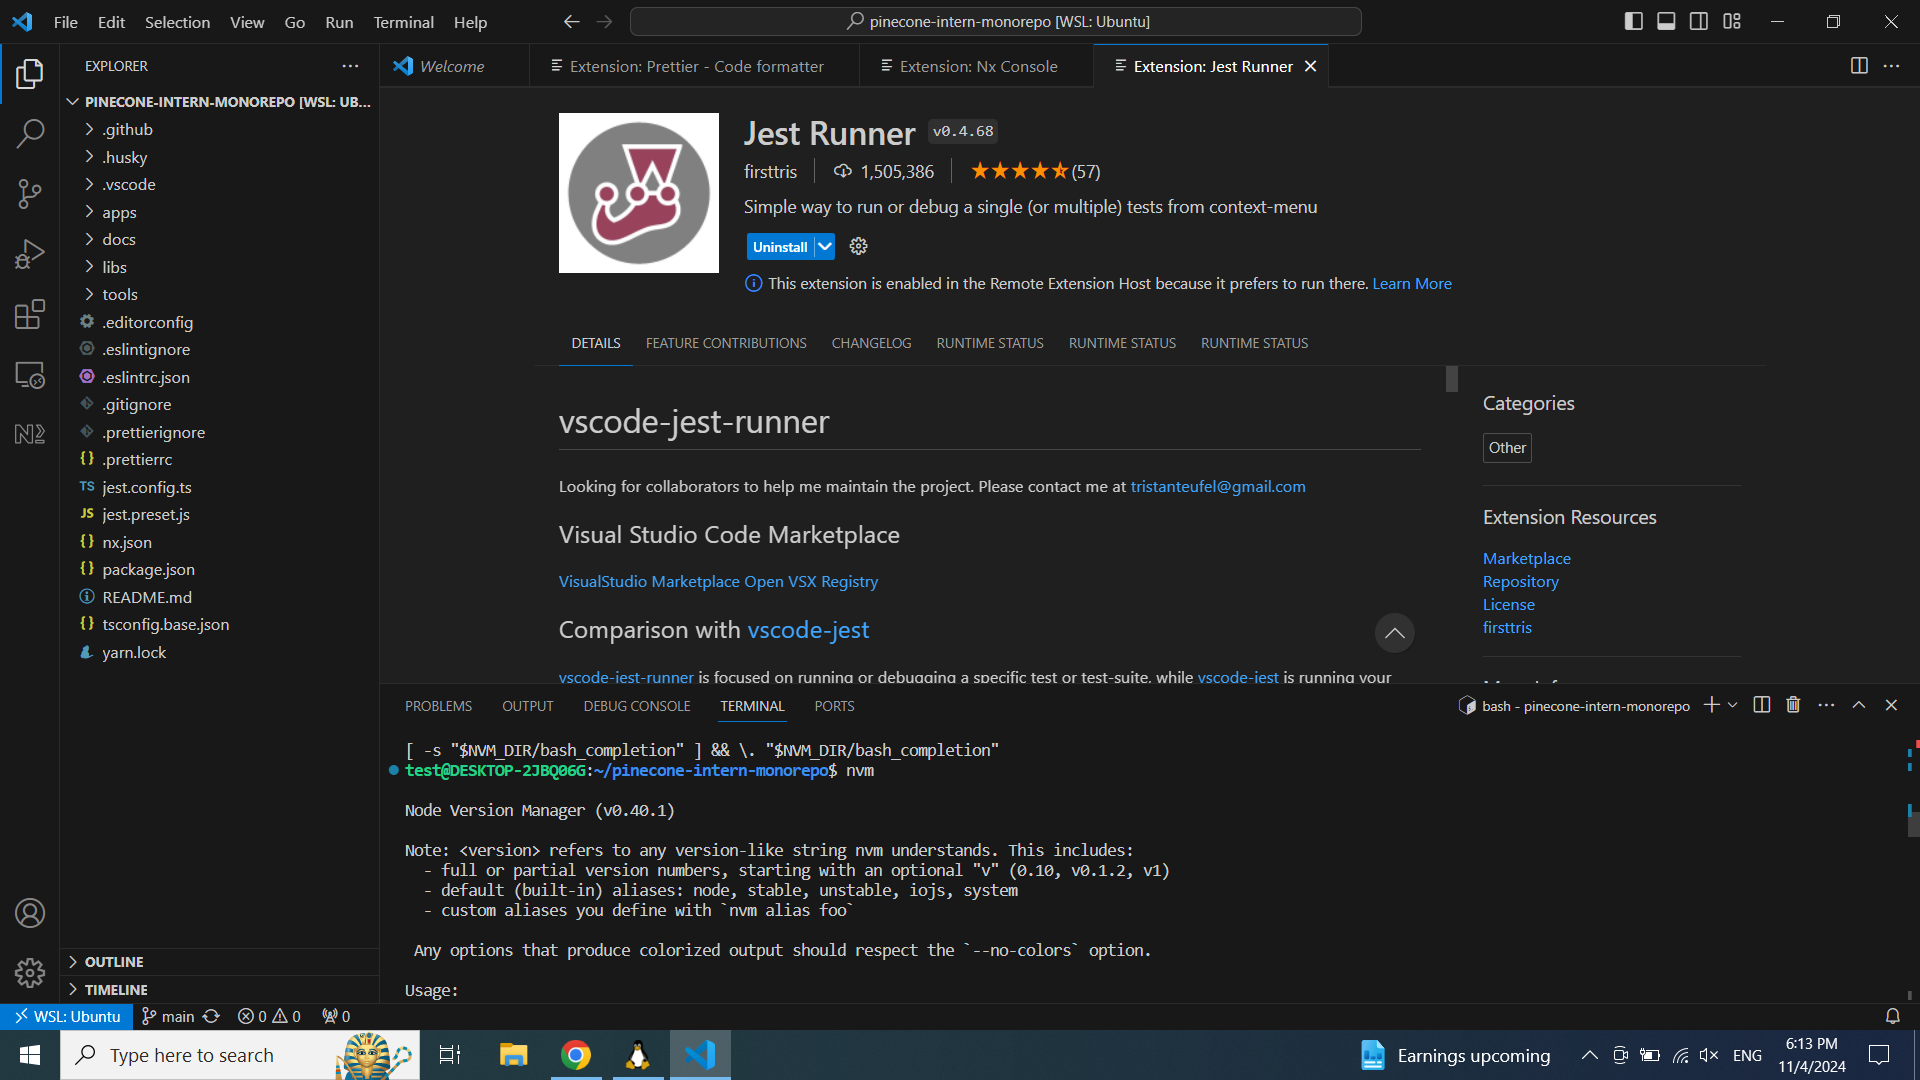 File Edit Selection View Go Run Terminal Help
pinecone-intern-monorepo [WSL: Ubuntu]
EXPLORER
Welcome
Extension: Prettier - Code formatter
Extension: Nx Console
Extension: Jest Runner
PINECONE-INTERN-MONOREPO [WSL: UB...
.github
.husky
.vscode
apps
docs
libs
tools
.editorconfig
.eslintignore
.eslintrc.json
.gitignore
.prettierignore
{} .prettierrc
TS jest.config.ts
JS jest.preset.js
{} nx.json
{} package.json
README.md
{} tsconfig.base.json
yarn.lock
OUTLINE
TIMELINE
Jest Runner v0.4.68
firsttris 1,505,386 (57)
Simple way to run or debug a single (or multiple) tests from context-menu
Uninstall
This extension is enabled in the Remote Extension Host because it prefers to run there. Learn More
DETAILS FEATURE CONTRIBUTIONS CHANGELOG RUNTIME STATUS RUNTIME STATUS RUNTIME STATUS
vscode-jest-runner
Looking for collaborators to help me maintain the project. Please contact me at tristanteufel@gmail.com
Visual Studio Code Marketplace
VisualStudio Marketplace Open VSX Registry
Comparison with vscode-jest
vscode-jest-runner is focused on running or debugging a specific test or test-suite, while vscode-jest is running your
Categories
Other
Extension Resources
Marketplace
Repository
License
firsttris
PROBLEMS OUTPUT DEBUG CONSOLE TERMINAL PORTS
bash - pinecone-intern-monorepo
[ -s "$NVM_DIR/bash_completion" ] && \. "$NVM_DIR/bash_completion"
test@DESKTOP-2JBQ06G:~/pinecone-intern-monorepo$ nvm
Node Version Manager (v0.40.1)
Note: <version> refers to any version-like string nvm understands. This includes:
- full or partial version numbers, starting with an optional "v" (0.10, v0.1.2, v1)
- default (built-in) aliases: node, stable, unstable, iojs, system
- custom aliases you define with `nvm alias foo`
Any options that produce colorized output should respect the `--no-colors` option.
Usage:
WSL: Ubuntu main 0 0 0
Type here to search
Earnings upcoming
ENG
6:13 PM
11/4/2024